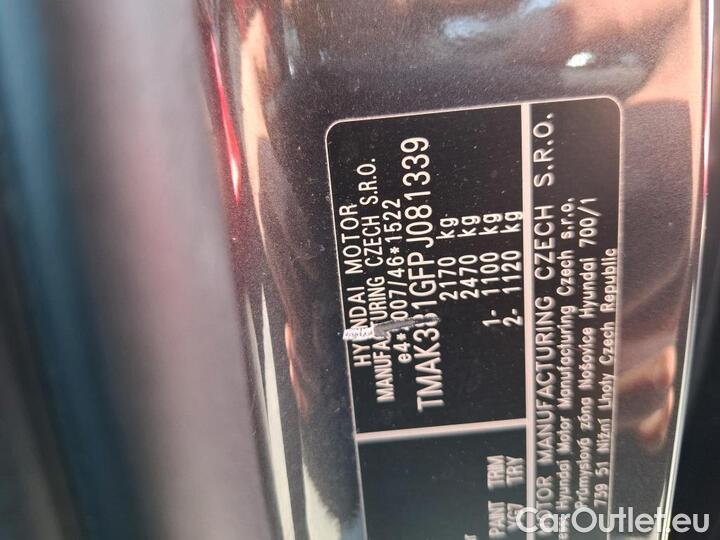 HYUNDAI MOTOR
MANUFACTURING CZECH S.R.O.
007/46*1522
2170 kg
2470 kg
1- 1100 kg
2- 1120 kg
PAINT TRIM
TRY
MOTOR MANUFACTURING CZECH S.R.O.
Hyundai Motor Manufacturing Czech s.r.o.
Průmyslová zóna Nošovice Hyundai 700/1
739 51 Nižní Lhoty Czech Republic
CarOutlet.eu